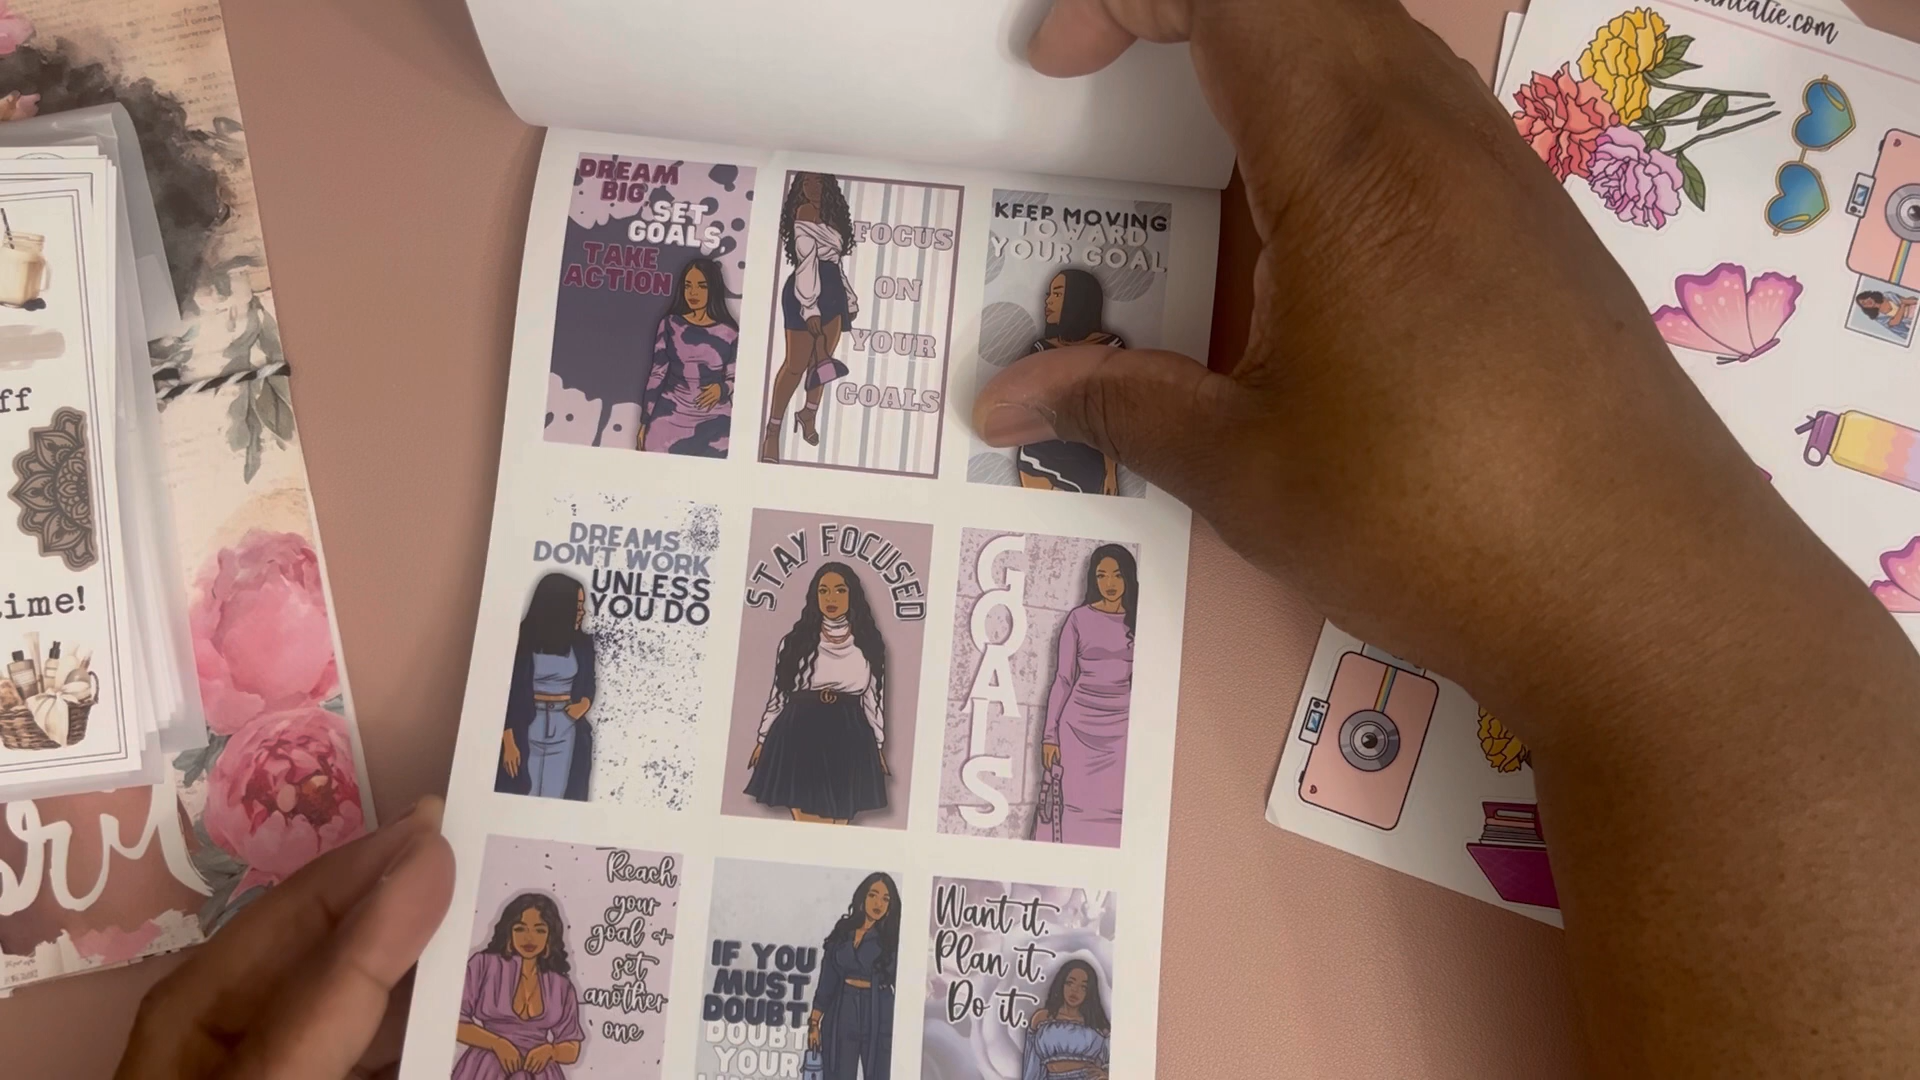 DREAM
BIG,
SET
GOALS,
TAKE
ACTION
FOCUS
ON
YOUR
GOALS
KEEP MOVING
TOWARD
YOUR GOAL
DREAMS
DON'T WORK
UNLESS
YOU DO
STAY FOCUSED
GOALS
Reach
your
goal +
set
another
one
IF YOU
MUST
DOUBT
DOUBT
YOUR
Want it.
Plan it.
Do it.